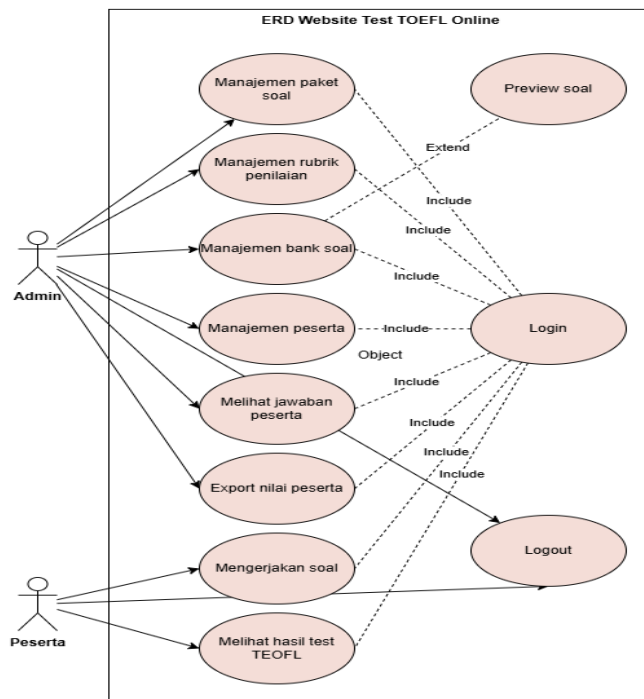 ERD Website Test TOEFL Online
Manajemen paket
soal
Preview soal
Extend
Manajemen rubrik
penilaian
Include
Include
Manajemen bank soal
Include
Admin
Manajemen peserta
Include
Login
Object
Melihat jawaban
peserta
Include
Include
Include
Include
Export nilai peserta
Logout
Mengerjakan soal
Peserta
Melihat hasil test
TEOFL